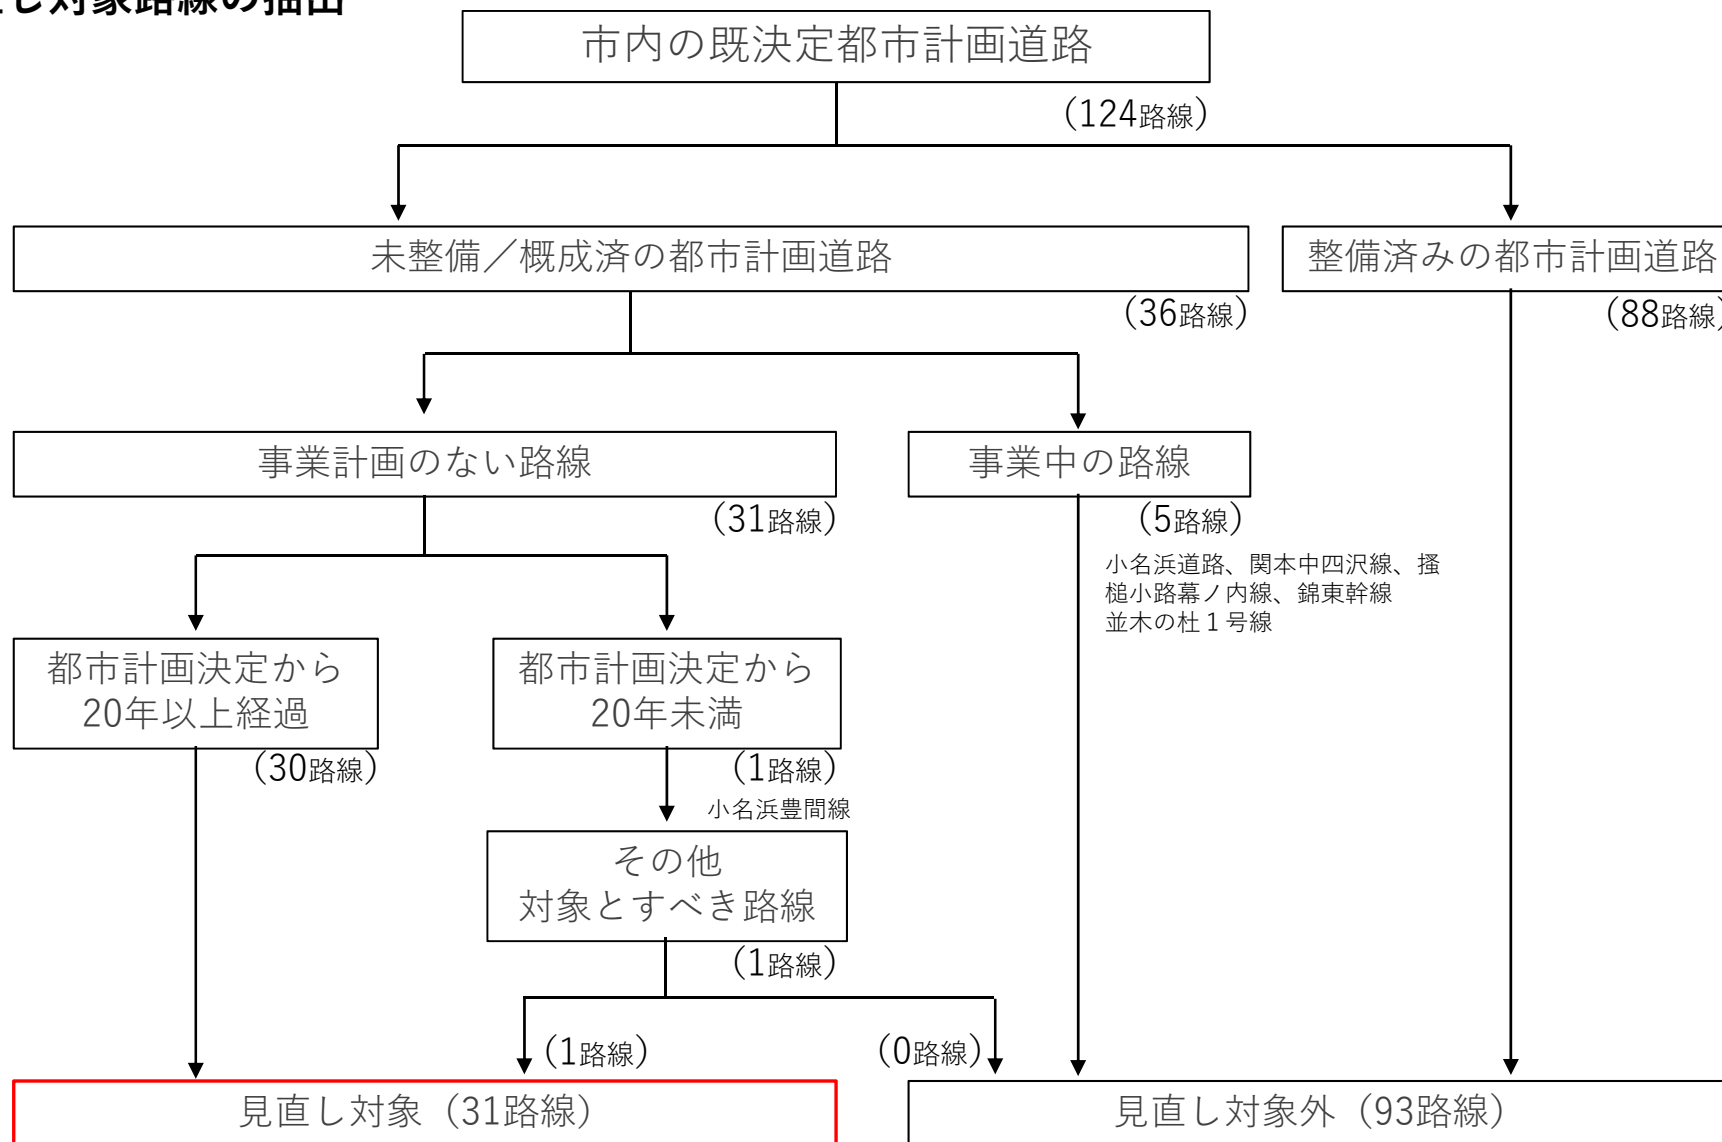 し対象路線の抽出
市内の既決定都市計画道路
（124路線）
未整備／概成済の都市計画道路
整備済みの都市計画道路
（36路線）
（88路線）
事業計画のない路線
事業中の路線
（31路線）
（5路線）
小名浜道路、関本中四沢線、掻
槌小路幕ノ内線、錦東幹線
並木の杜１号線
都市計画決定から
20年以上経過
（30路線）
都市計画決定から
20年未満
（1路線）
小名浜豊間線
その他
対象とすべき路線
（1路線）
（1路線）
（0路線）
見直し対象（31路線）
見直し対象外（93路線）